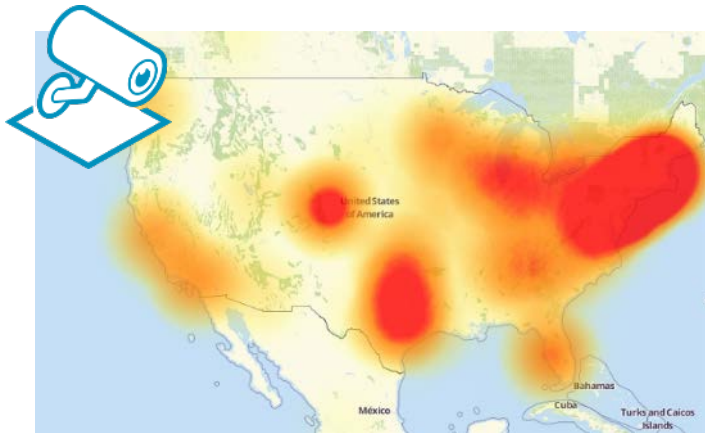 United States
of America
Bahamas
México
Cuba
Turks and Caicos
Islands